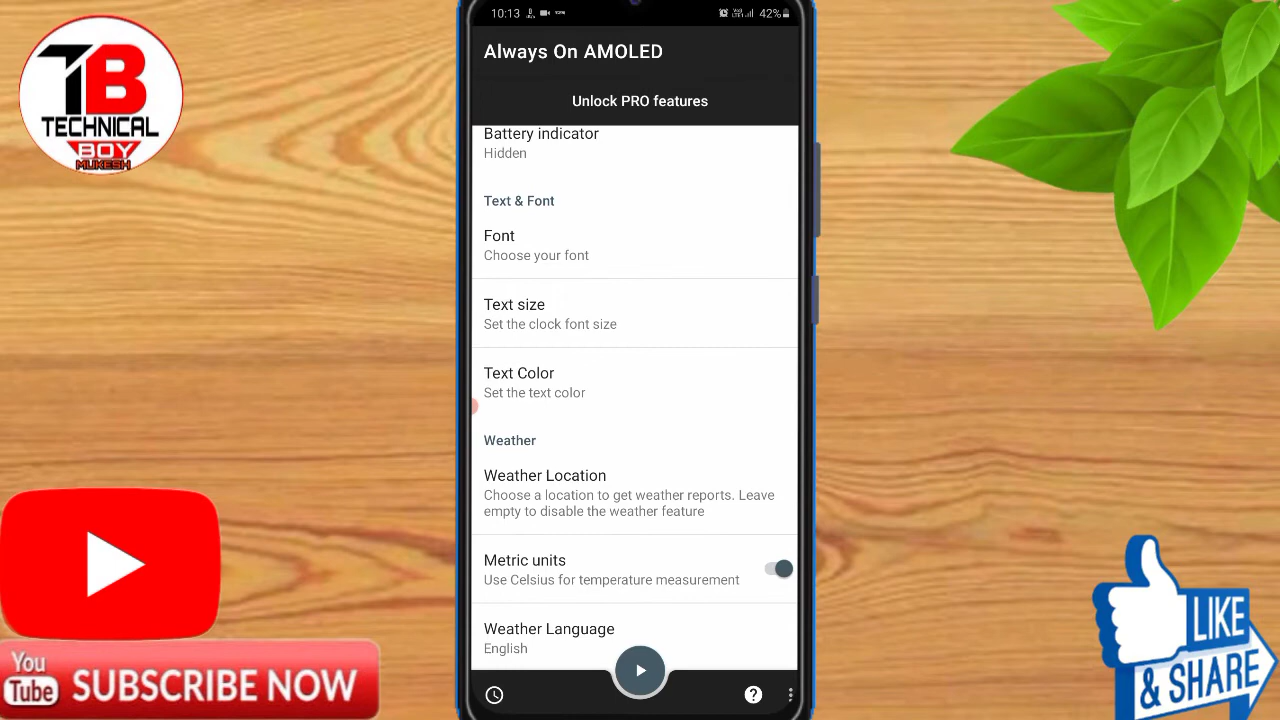 TB
TECHNICAL
BOY
MUKESH
10:13
42%
Always On AMOLED
Unlock PRO features
Battery indicator
Hidden
Text & Font
Font
Choose your font
Text size
Set the clock font size
Text Color
Set the text color
Weather
Weather Location
Choose a location to get weather reports. Leave
empty to disable the weather feature
Metric units
Use Celsius for temperature measurement
Weather Language
English
You
Tube
SUBSCRIBE NOW
LIKE
& SHARE